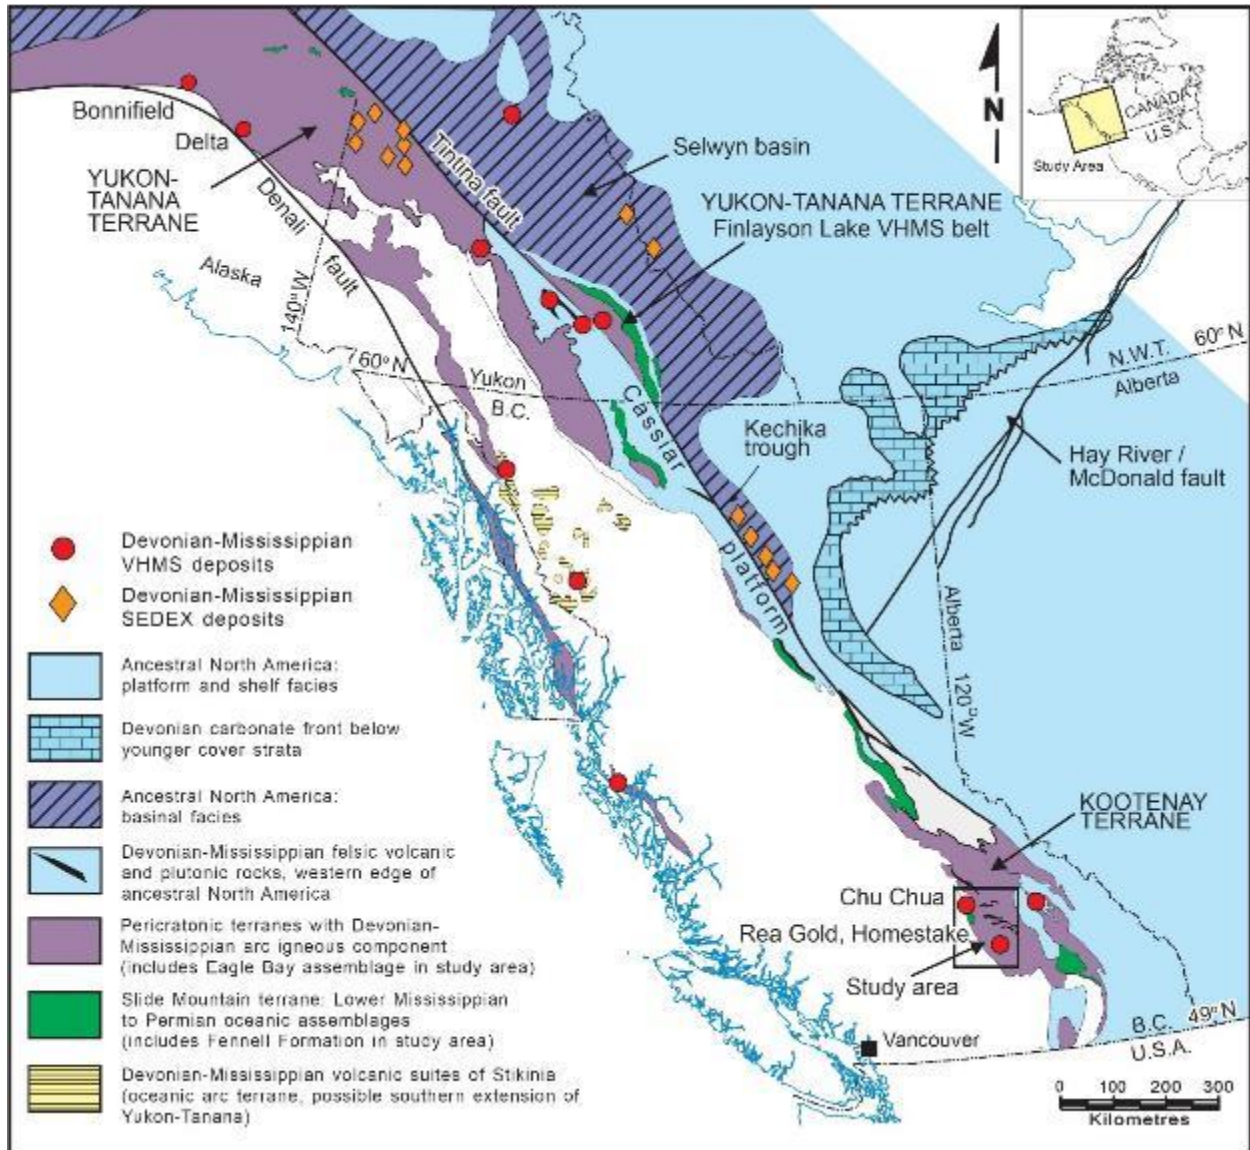 Bonnifield
Delta
YUKON-
TANANA
TERRANE
Denali
fault
Alaska
140°W
Tintina fault
Selwyn basin
YUKON-TANANA TERRANE
Finlayson Lake VHMS belt
N
CANADA
U.S.A.
Study Area
60°N
Yukon
B.C.
Cassiar
platform
Kechika
trough
N.W.T.
Alberta
60°N
Hay River /
McDonald fault
Alberta
120°W
KOOTENAY
TERRANE
Chu Chua
Rea Gold, Homestake
Study area
Vancouver
B.C.
U.S.A.
49°N
0 100 200 300
Kilometres
Devonian-Mississippian
VHMS deposits
Devonian-Mississippian
SEDEX deposits
Ancestral North America:
platform and shelf facies
Devonian carbonate front below
younger cover strata
Ancestral North America:
basinal facies
Devonian-Mississippian felsic volcanic
and plutonic rocks, western edge of
ancestral North America
Pericratonic terranes with Devonian-
Mississippian arc igneous component
(includes Eagle Bay assemblage in study area)
Slide Mountain terrane: Lower Mississippian
to Permian oceanic assemblages
(includes Fennell Formation in study area)
Devonian-Mississippian volcanic suites of Stikinia
(oceanic arc terrane, possible southern extension of
Yukon-Tanana)